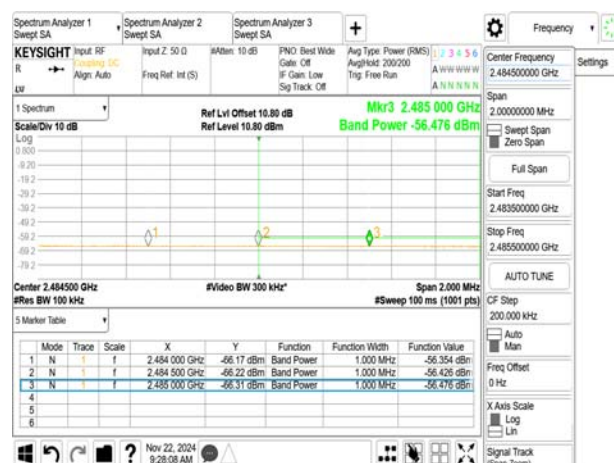 Spectrum Analyzer 1
Swept SA
Spectrum Analyzer 2
Swept SA
Spectrum Analyzer 3
Swept SA
+
Frequency
KEYSIGHT
R
Input: RF
Coupling: DC
Align: Auto
Input Z: 50 Ω
Freq Ref: Int (S)
#Atten: 10 dB
PNO: Best Wide
Gate: Off
IF Gain: Low
Sig Track: Off
Avg Type: Power (RMS)
Avg|Hold: 200/200
Trig: Free Run
1 2 3 4 5 6
A W W W W W
A N N N N N
1 Spectrum
Scale/Div 10 dB
Log
Ref Lvl Offset 10.80 dB
Ref Level 10.80 dBm
Mkr3 2.485 000 GHz
Band Power -56.476 dBm
0.800
-9.20
-19.2
-29.2
-39.2
-49.2
-59.2
-69.2
-79.2
1
2
3
Center 2.484500 GHz
#Res BW 100 kHz
#Video BW 300 kHz*
Span 2.000 MHz
#Sweep 100 ms (1001 pts)
5 Marker Table
Mode Trace Scale X Y Function Function Width Function Value
1 N 1 f 2.484 000 GHz -66.17 dBm Band Power 1.000 MHz -56.354 dBm
2 N 1 f 2.484 500 GHz -66.22 dBm Band Power 1.000 MHz -56.426 dBm
3 N 1 f 2.485 000 GHz -66.31 dBm Band Power 1.000 MHz -56.476 dBm
4
5
6
?
Nov 22, 2024
9:28:08 AM
Center Frequency
2.484500000 GHz
Settings
Span
2.00000000 MHz
Swept Span
Zero Span
Full Span
Start Freq
2.483500000 GHz
Stop Freq
2.485500000 GHz
AUTO TUNE
CF Step
200.000 kHz
Auto
Man
Freq Offset
0 Hz
X Axis Scale
Log
Lin
Signal Track